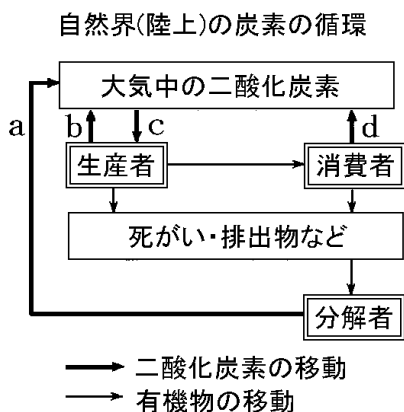 自然界(陸上)の炭素の循環
大気中の二酸化炭素
a
b
c
d
生産者
消費者
死がい・排出物など
分解者
二酸化炭素の移動
有機物の移動